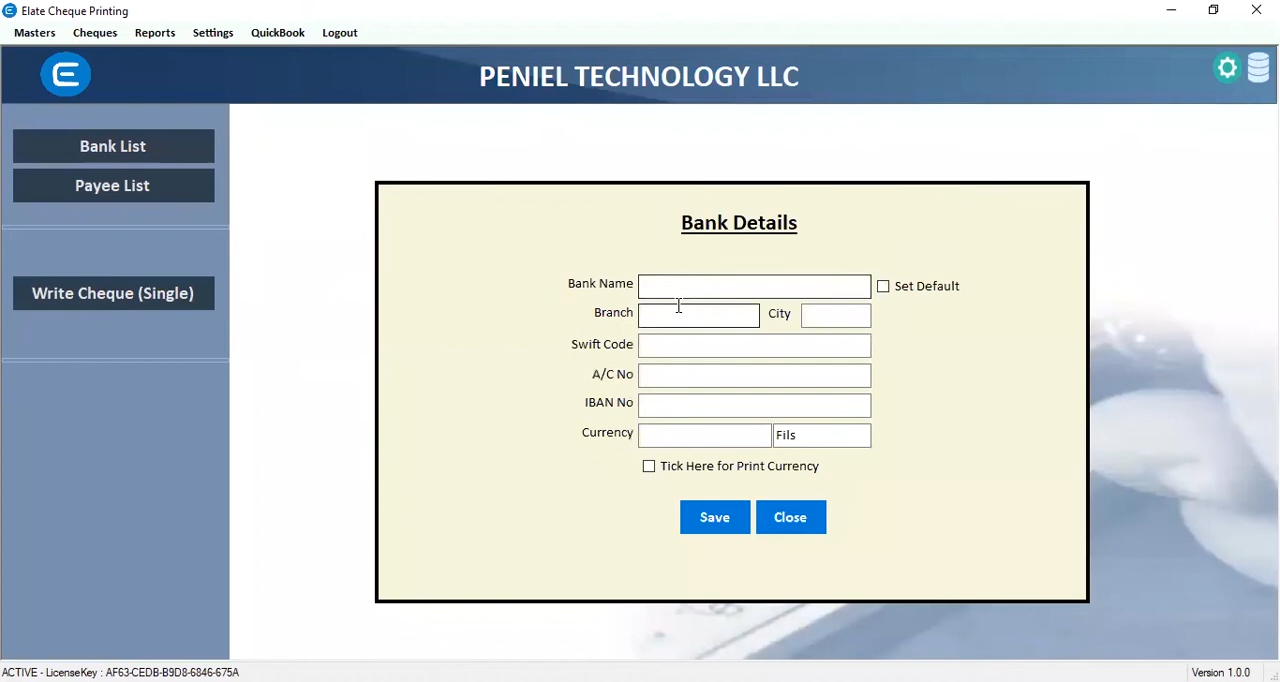 Elate Cheque Printing
Masters Cheques Reports Settings QuickBook Logout
PENIEL TECHNOLOGY LLC
Bank List
Payee List
Write Cheque (Single)
Bank Details
Bank Name
Set Default
Branch City
Swift Code
A/C No
IBAN No
Currency Fils
Tick Here for Print Currency
Save Close
ACTIVE - LicenseKey : AF63-CEDB-B9D8-6846-675A Version 1.0.0